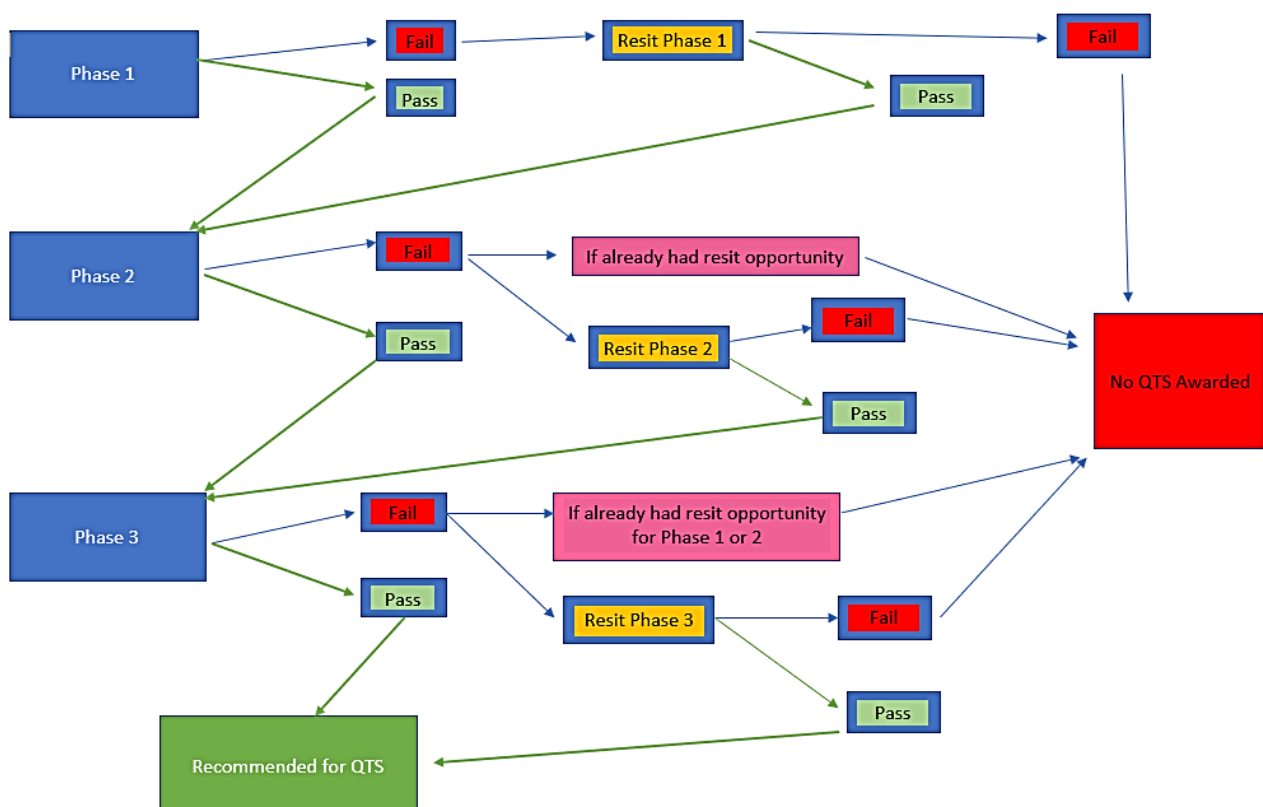 Phase 1
Fail
Resit Phase 1
Fail
Pass
Pass
Phase 2
Fail
If already had resit opportunity
Pass
Resit Phase 2
Fail
Pass
No QTS Awarded
Phase 3
Fail
If already had resit opportunity
for Phase 1 or 2
Pass
Resit Phase 3
Fail
Pass
Recommended for QTS